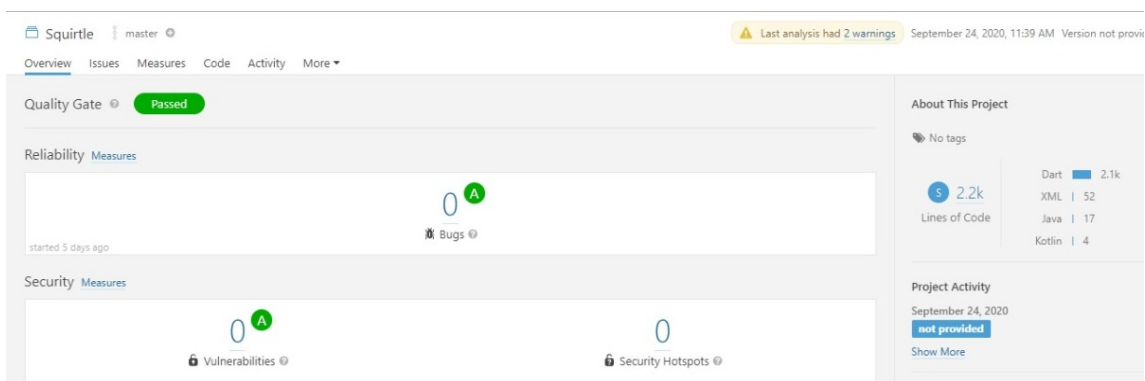 Squirtle master Last analysis had 2 warnings September 24, 2020, 11:39 AM Version not provid
Overview Issues Measures Code Activity More
Quality Gate Passed
Reliability Measures
0 A
Bugs
started 5 days ago
Security Measures
0 A
Vulnerabilities
0
Security Hotspots
About This Project
No tags
S 2.2k
Lines of Code
Dart 2.1k
XML 52
Java 17
Kotlin 4
Project Activity
September 24, 2020
not provided
Show More